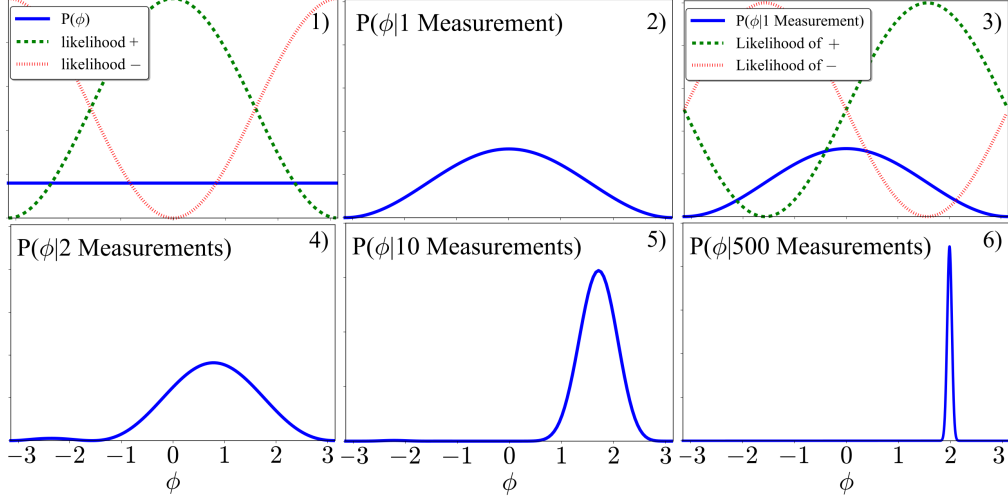 P(ϕ)
likelihood +
likelihood −
1)
P(ϕ|1 Measurement)
2)
P(ϕ|1 Measurement)
Likelihood of +
Likelihood of −
3)
P(ϕ|2 Measurements)
4)
P(ϕ|10 Measurements)
5)
P(ϕ|500 Measurements)
6)
−3 −2 −1 0 1 2 3
ϕ
−3 −2 −1 0 1 2 3
ϕ
−3 −2 −1 0 1 2 3
ϕ